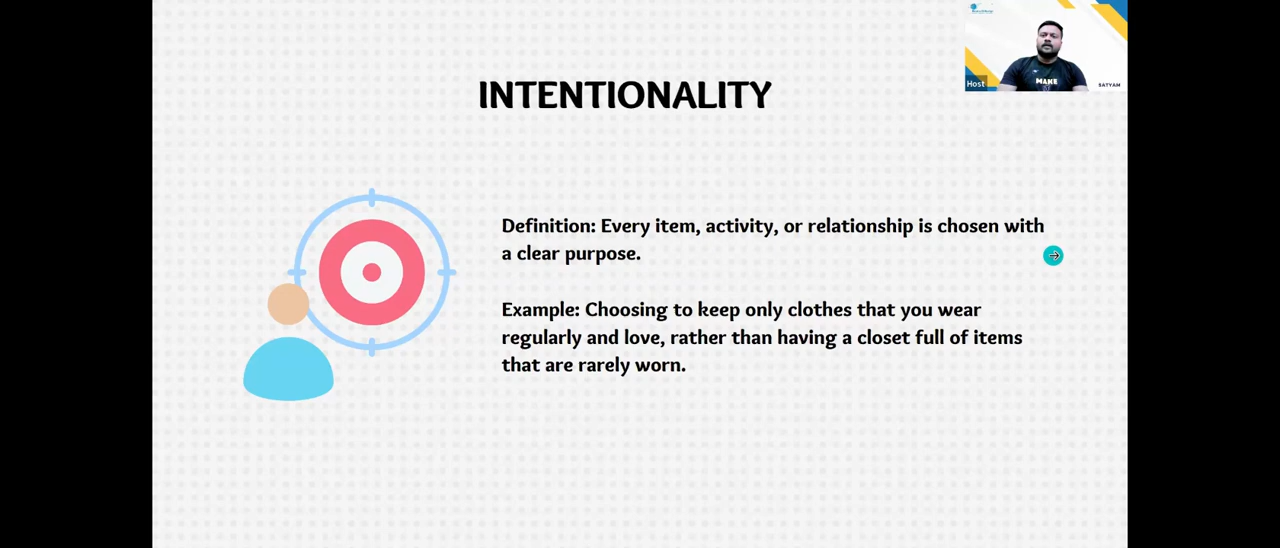 INTENTIONALITY
Host
MAKE
SATYAM
Definition: Every item, activity, or relationship is chosen with
a clear purpose.
Example: Choosing to keep only clothes that you wear
regularly and love, rather than having a closet full of items
that are rarely worn.